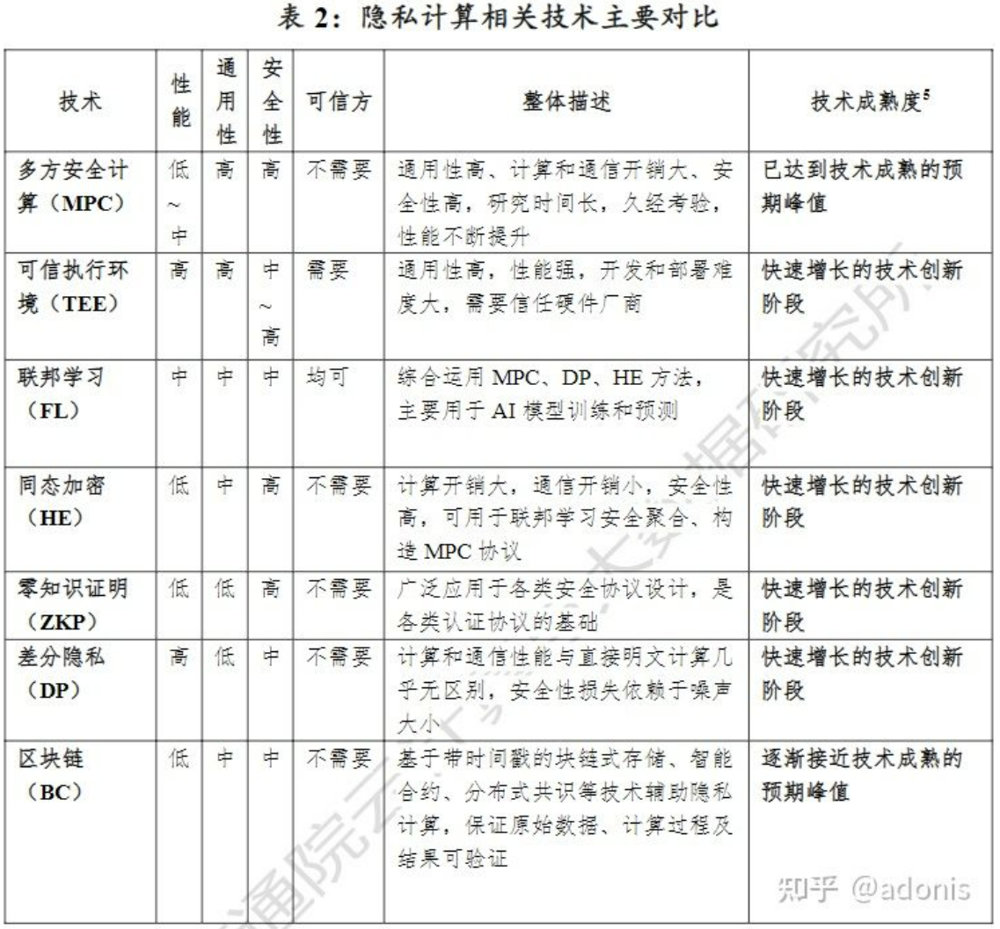 表 2：隐私计算相关技术主要对比
技术 性能 通用性 安全性 可信方 整体描述 技术成熟度5
多方安全计算（MPC） 低~中 高 高 不需要 通用性高、计算和通信开销大、安全性高，研究时间长，久经考验，性能不断提升 已达到技术成熟的预期峰值
可信执行环境（TEE） 高 高 中~高 需要 通用性高，性能强，开发和部署难度大，需要信任硬件厂商 快速增长的技术创新阶段
联邦学习（FL） 中 中 中 均可 综合运用 MPC、DP、HE 方法，主要用于 AI 模型训练和预测 快速增长的技术创新阶段
同态加密（HE） 低 中 高 不需要 计算开销大，通信开销小，安全性高，可用于联邦学习安全聚合、构造 MPC 协议 快速增长的技术创新阶段
零知识证明（ZKP） 低 低 高 不需要 广泛应用于各类安全协议设计，是各类认证协议的基础 快速增长的技术创新阶段
差分隐私（DP） 高 低 中 不需要 计算和通信性能与直接明文计算几乎无区别，安全性损失依赖于噪声大小 快速增长的技术创新阶段
区块链（BC） 低 中 中 不需要 基于带时间戳的块链式存储、智能合约、分布式共识等技术辅助隐私计算，保证原始数据、计算过程及结果可验证 逐渐接近技术成熟的预期峰值
知乎 @adonis